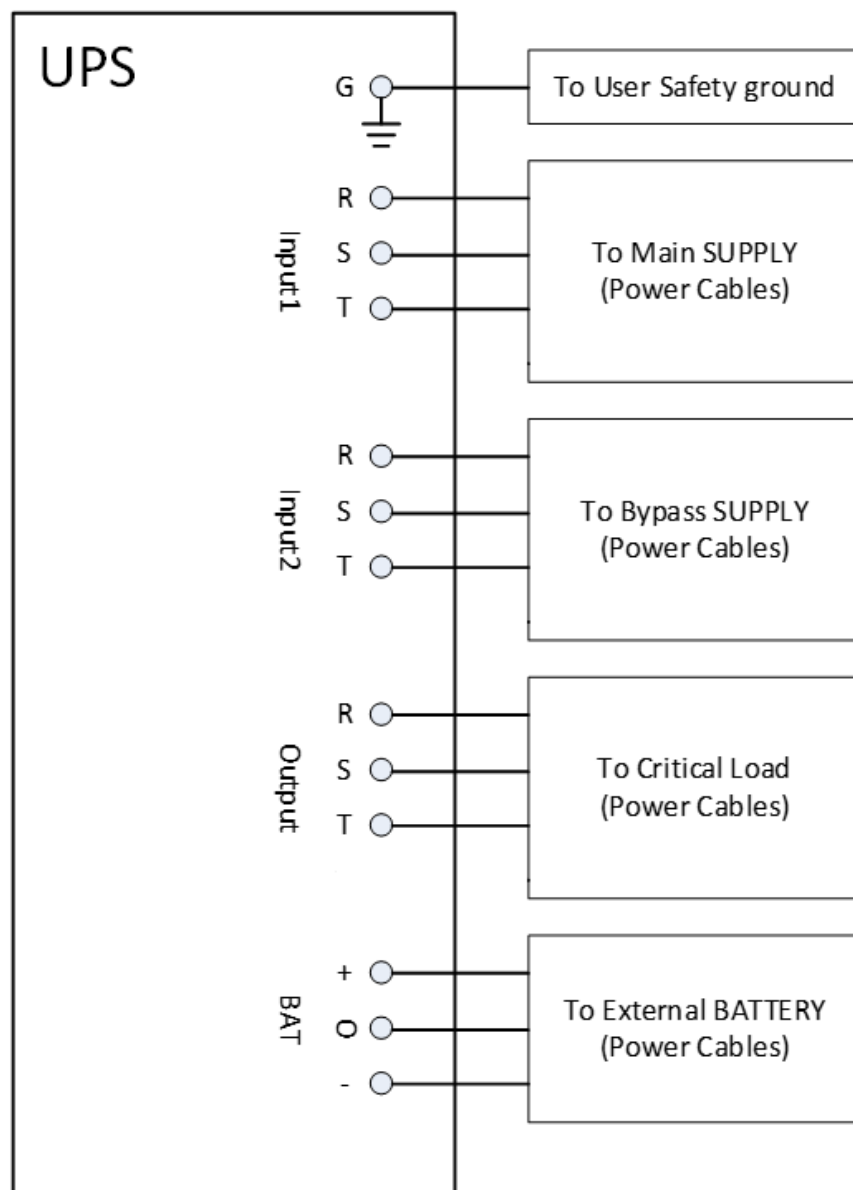 UPS
G
To User Safety ground
Input1
R
S
T
To Main SUPPLY
(Power Cables)
Input2
R
S
T
To Bypass SUPPLY
(Power Cables)
Output
R
S
T
To Critical Load
(Power Cables)
BAT
+
O
-
To External BATTERY
(Power Cables)